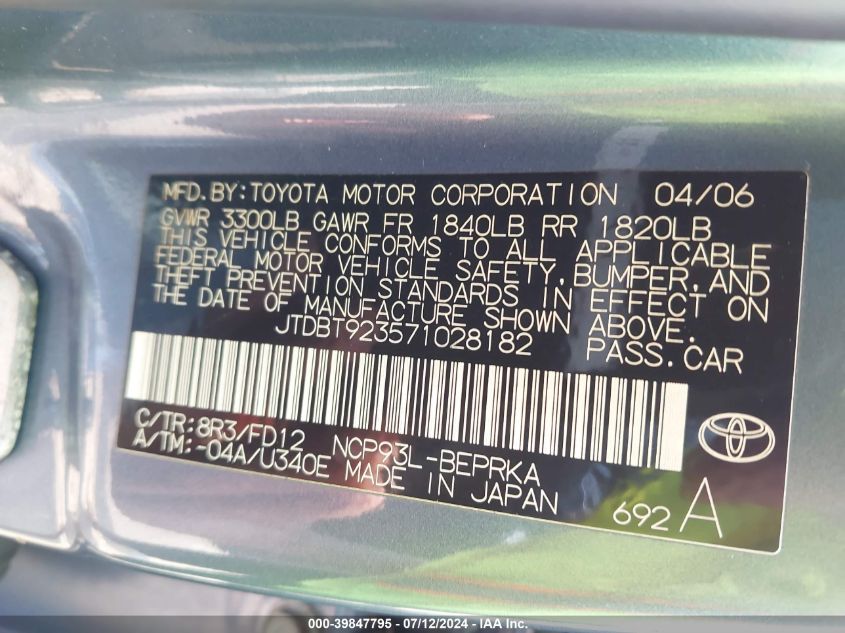 MFD.BY:TOYOTA MOTOR CORPORATION 04/06
GVWR 3300LB GAWR FR 1840LB RR 1820LB
THIS VEHICLE CONFORMS TO ALL APPLICABLE
FEDERAL MOTOR VEHICLE SAFETY,BUMPER,AND
THEFT PREVENTION STANDARDS IN EFFECT ON
THE DATE OF MANUFACTURE SHOWN ABOVE.
JTDBT923571028182 PASS.CAR
C/TR:8R3/FD12 NCP93L-BEPRKA
A/TM:-04A/U340E MADE IN JAPAN
692 A
000-39847795 - 07/12/2024 - IAA Inc.